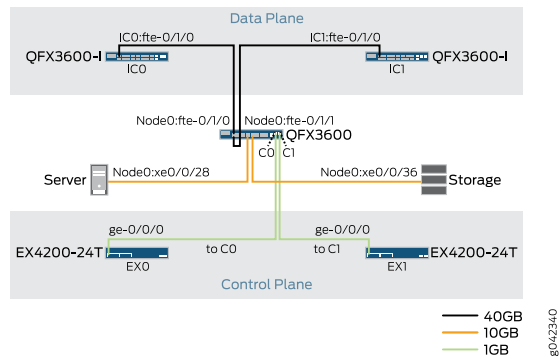 Data Plane
IC0:fte-0/1/0
IC1:fte-0/1/0
QFX3600-I
IC0
IC1
QFX3600-I
Node0:fte-0/1/0
Node0:fte-0/1/1
QFX3600
C0
C1
Server
Node0:xe0/0/28
Node0:xe0/0/36
Storage
ge-0/0/0
ge-0/0/0
EX4200-24T
to C0
to C1
EX4200-24T
EX0
EX1
Control Plane
40GB
10GB
1GB
g042340